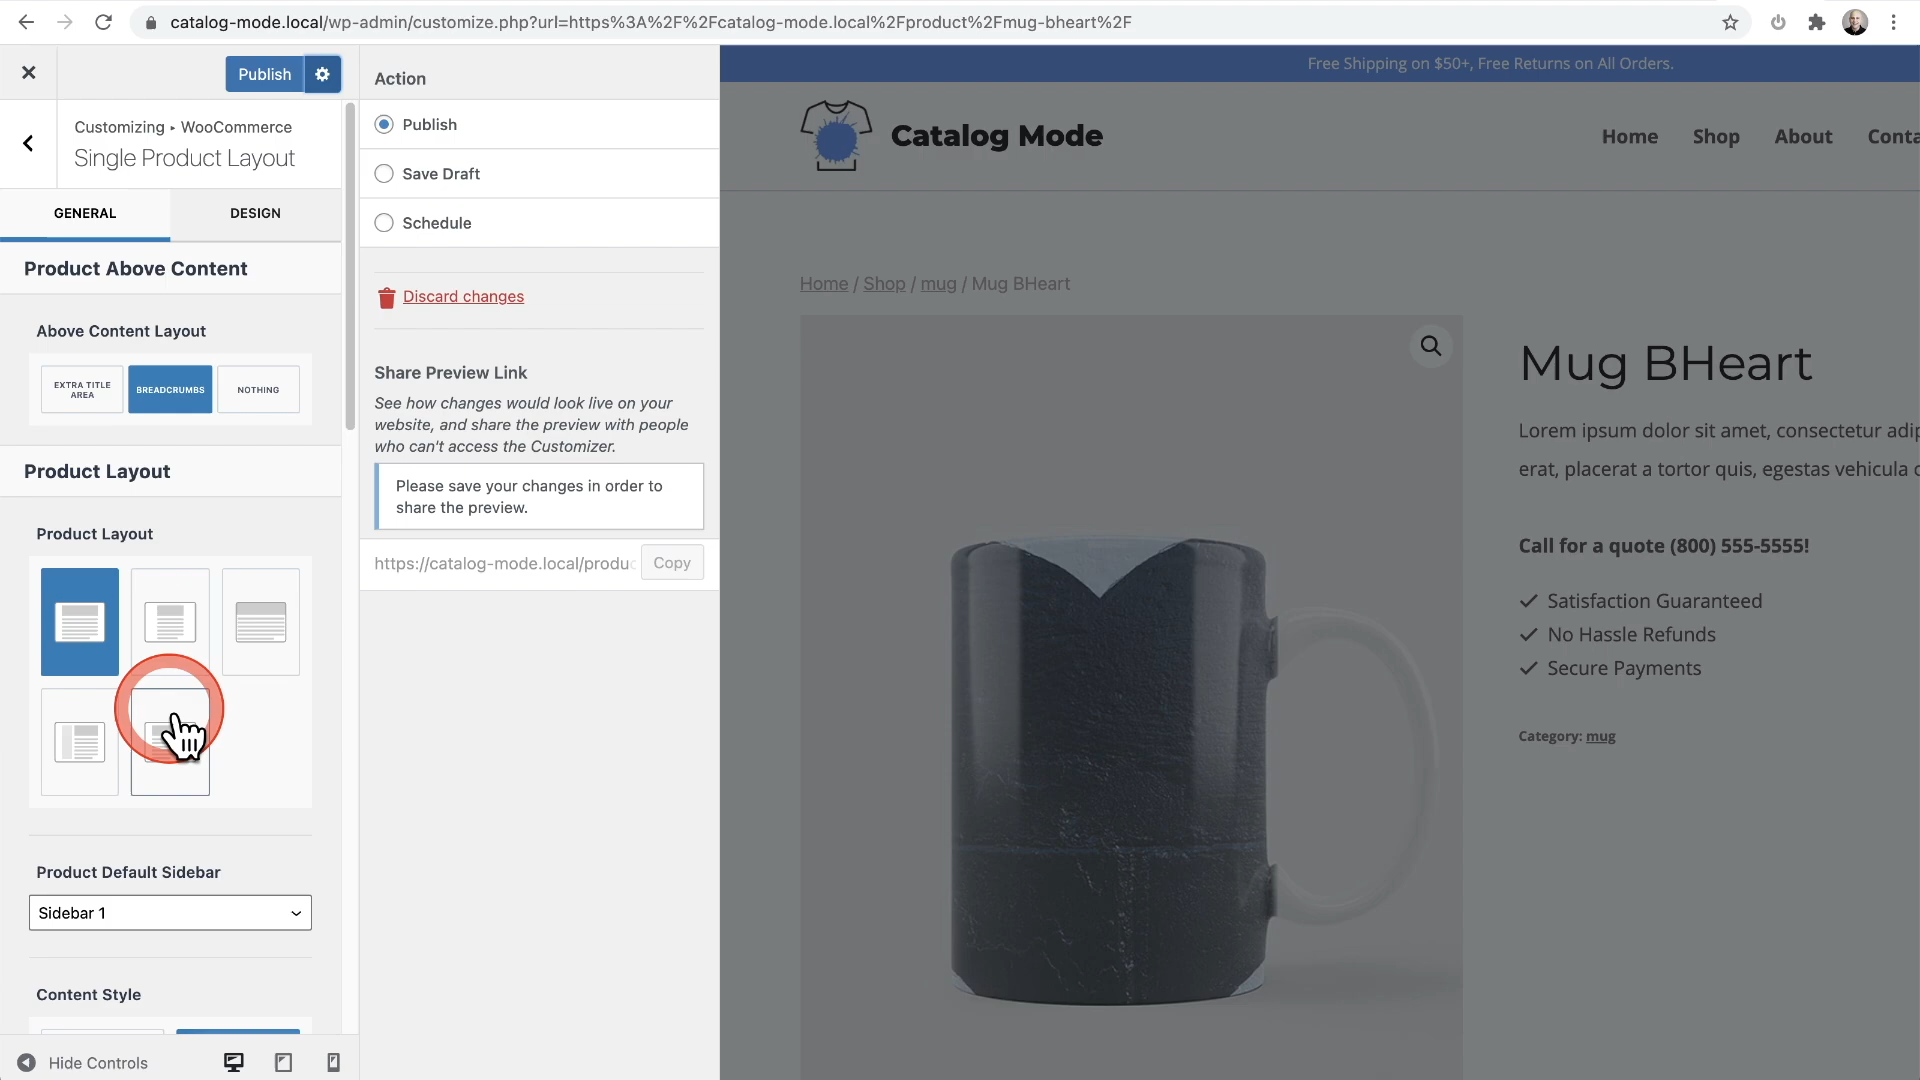 catalog-mode.local/wp-admin/customize.php?url=https%3A%2F%2Fcatalog-mode.local%2Fproduct%2Fmug-bheart%2F
Publish
Customizing ▸ WooCommerce
Single Product Layout
GENERAL
DESIGN
Product Above Content
Above Content Layout
EXTRA TITLE
AREA
BREADCRUMBS
NOTHING
Product Layout
Product Layout
Product Default Sidebar
Sidebar 1
Content Style
Hide Controls
Action
Publish
Save Draft
Schedule
Discard changes
Share Preview Link
See how changes would look live on your
website, and share the preview with people
who can't access the Customizer.
Please save your changes in order to
share the preview.
https://catalog-mode.local/produc
Copy
Free Shipping on $50+, Free Returns on All Orders.
Catalog Mode
Home
Shop
About
Conta
Home / Shop / mug / Mug BHeart
Mug BHeart
Lorem ipsum dolor sit amet, consectetur adip
erat, placerat a tortor quis, egestas vehicula
Call for a quote (800) 555-5555!
✓ Satisfaction Guaranteed
✓ No Hassle Refunds
✓ Secure Payments
Category: mug